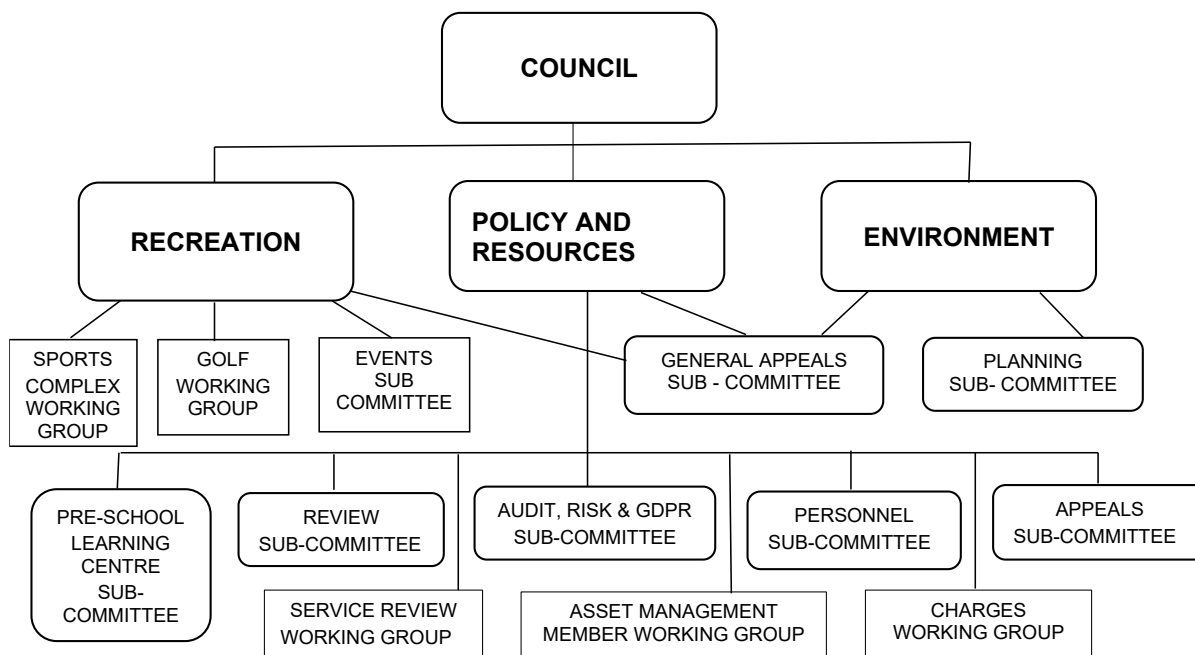 COUNCIL
RECREATION
POLICY AND
RESOURCES
ENVIRONMENT
SPORTS
COMPLEX
WORKING
GROUP
GOLF
WORKING
GROUP
EVENTS
SUB
COMMITTEE
GENERAL APPEALS
SUB - COMMITTEE
PLANNING
SUB- COMMITTEE
PRE-SCHOOL
LEARNING
CENTRE
SUB-
COMMITTEE
REVIEW
SUB-COMMITTEE
AUDIT, RISK & GDPR
SUB-COMMITTEE
PERSONNEL
SUB-COMMITTEE
APPEALS
SUB-COMMITTEE
SERVICE REVIEW
WORKING GROUP
ASSET MANAGEMENT
MEMBER WORKING GROUP
CHARGES
WORKING GROUP